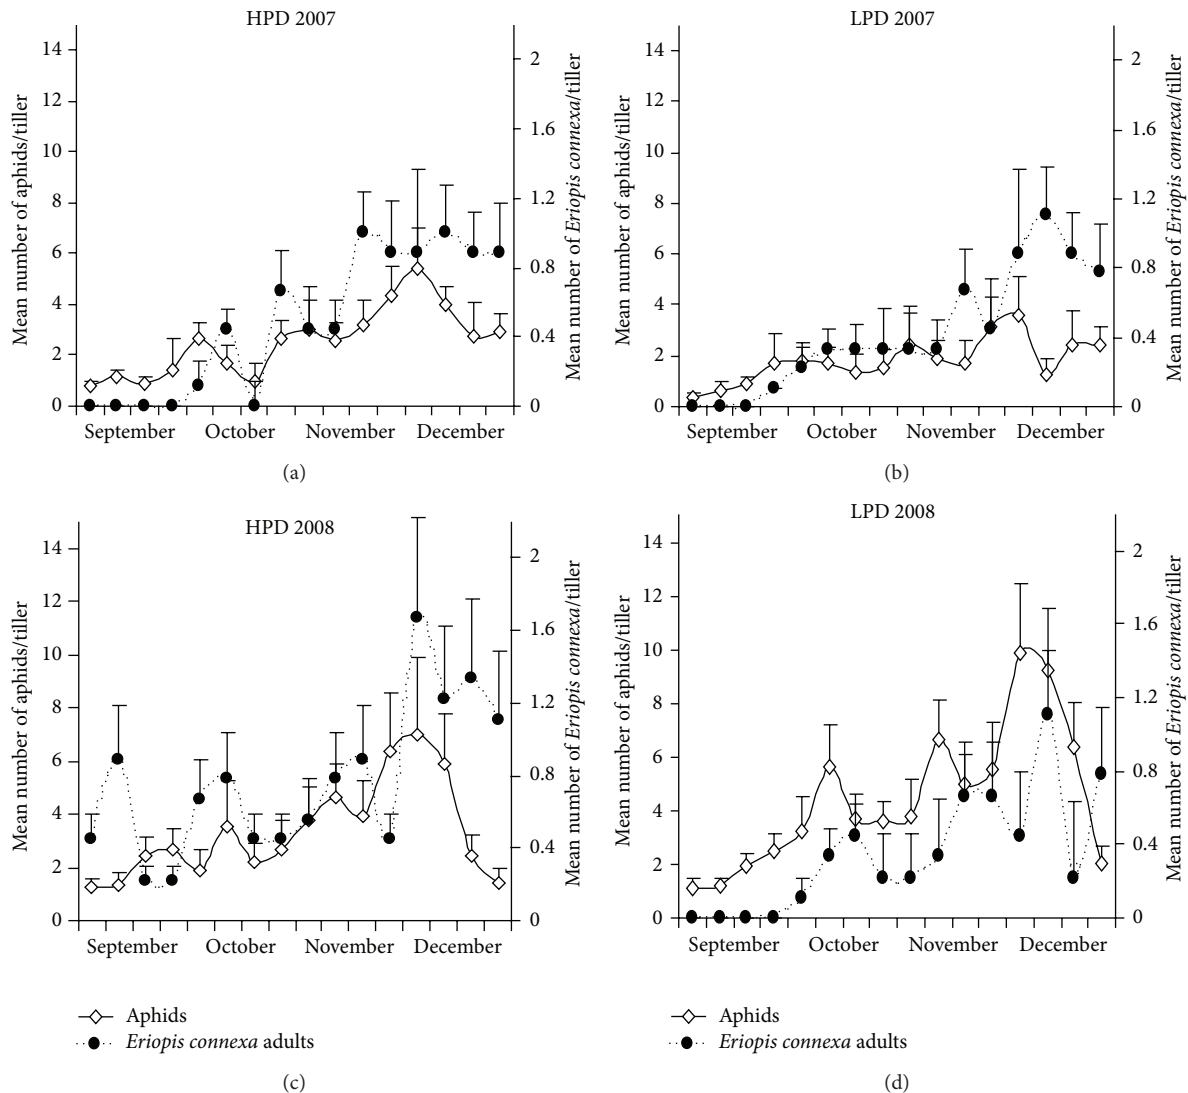 HPD 2007
Mean number of aphids/tiller
14
12
10
8
6
4
2
0
2
1.6
1.2
0.8
0.4
0
Mean number of Eriopis connexa/tiller
September October November December
(a)
LPD 2007
Mean number of aphids/tiller
14
12
10
8
6
4
2
0
2
1.6
1.2
0.8
0.4
0
Mean number of Eriopis connexa/tiller
September October November December
(b)
HPD 2008
Mean number of aphids/tiller
14
12
10
8
6
4
2
0
2
1.6
1.2
0.8
0.4
0
Mean number of Eriopis connexa/tiller
September October November December
Aphids
Eriopis connexa adults
(c)
LPD 2008
Mean number of aphids/tiller
14
12
10
8
6
4
2
0
2
1.6
1.2
0.8
0.4
0
Mean number of Eriopis connexa/tiller
September October November December
Aphids
Eriopis connexa adults
(d)